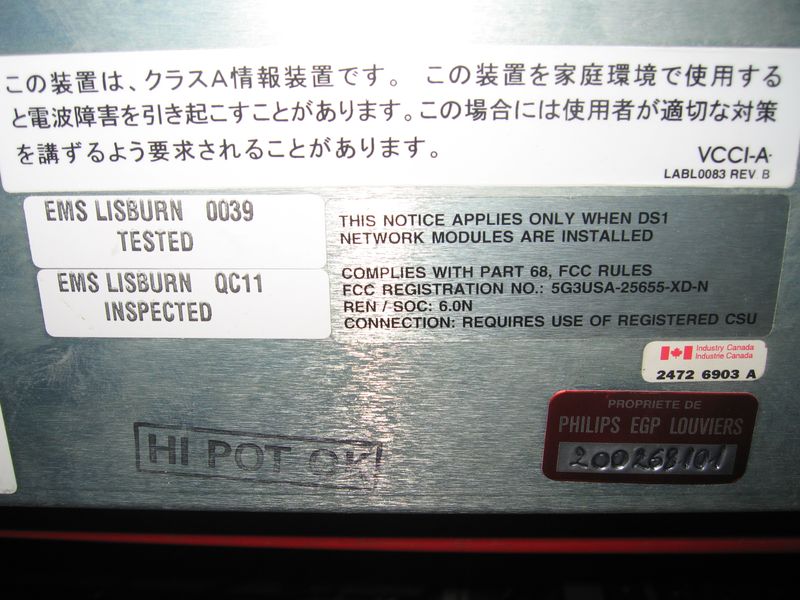 この装置は、クラスA情報装置です。 この装置を家庭環境で使用する
と電波障害を引き起こすことがあります。この場合には使用者が適切な対策
を講ずるよう要求されることがあります。
VCCI-A
LABL0083 REV B
EMS LISBURN 0039
TESTED
EMS LISBURN QC11
INSPECTED
THIS NOTICE APPLIES ONLY WHEN DS1
NETWORK MODULES ARE INSTALLED
COMPLIES WITH PART 68, FCC RULES
FCC REGISTRATION NO.: 5G3USA-25655-XD-N
REN / SOC: 6.0N
CONNECTION: REQUIRES USE OF REGISTERED CSU
Industry Canada
Industrie Canada
2472 6903 A
PROPRIETE DE
PHILIPS EGP LOUVIERS
200268101
HI POT OK!